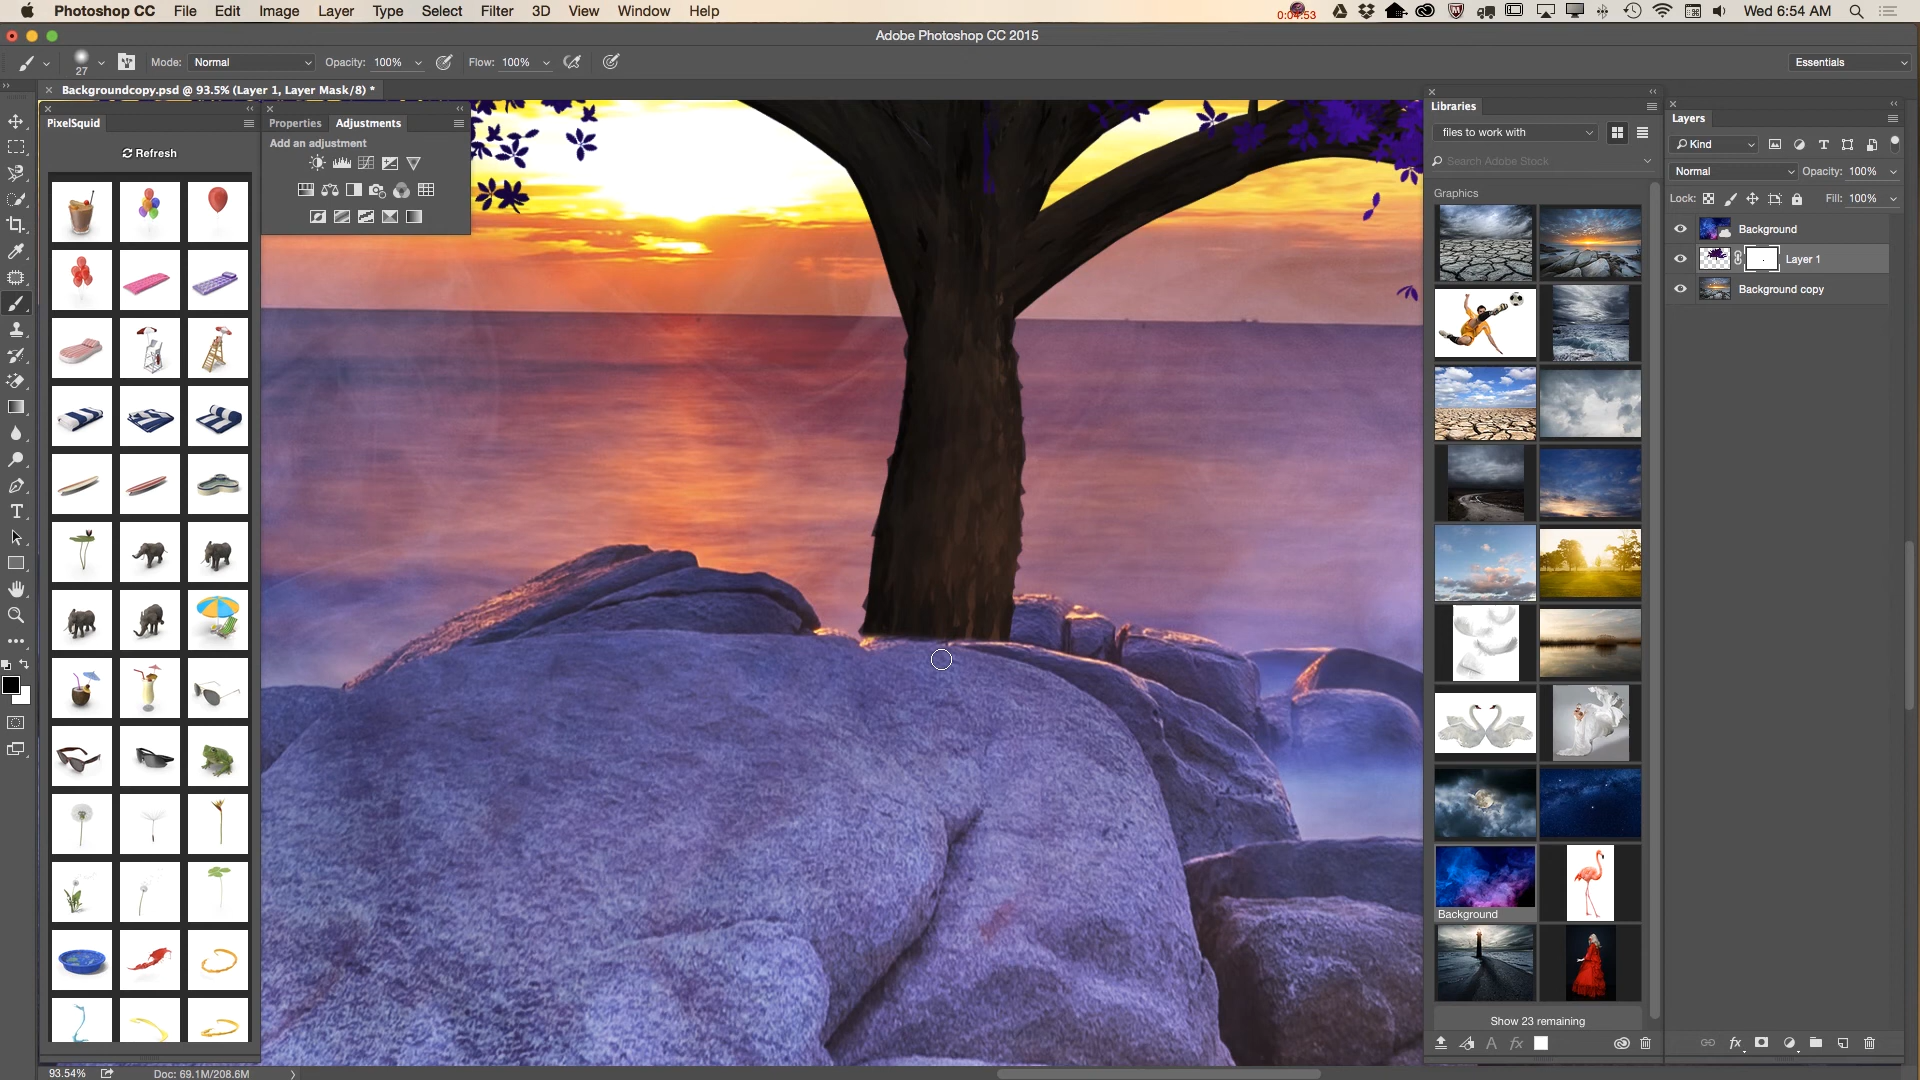 Photoshop CC File Edit Image Layer Type Select Filter 3D View Window Help 0:04:53 Wed 6:54 AM
Adobe Photoshop CC 2015
27 Mode: Normal Opacity: 100% Flow: 100% Essentials
Backgroundcopy.psd @ 93.5% (Layer 1, Layer Mask/8) *
PixelSquid
Refresh
Properties Adjustments
Add an adjustment
Libraries
files to work with
Search Adobe Stock
Graphics
Background
Show 23 remaining
Layers
Kind
Normal Opacity: 100%
Lock: Fill: 100%
Background
Layer 1
Background copy
93.54% Doc: 69.1M/208.6M